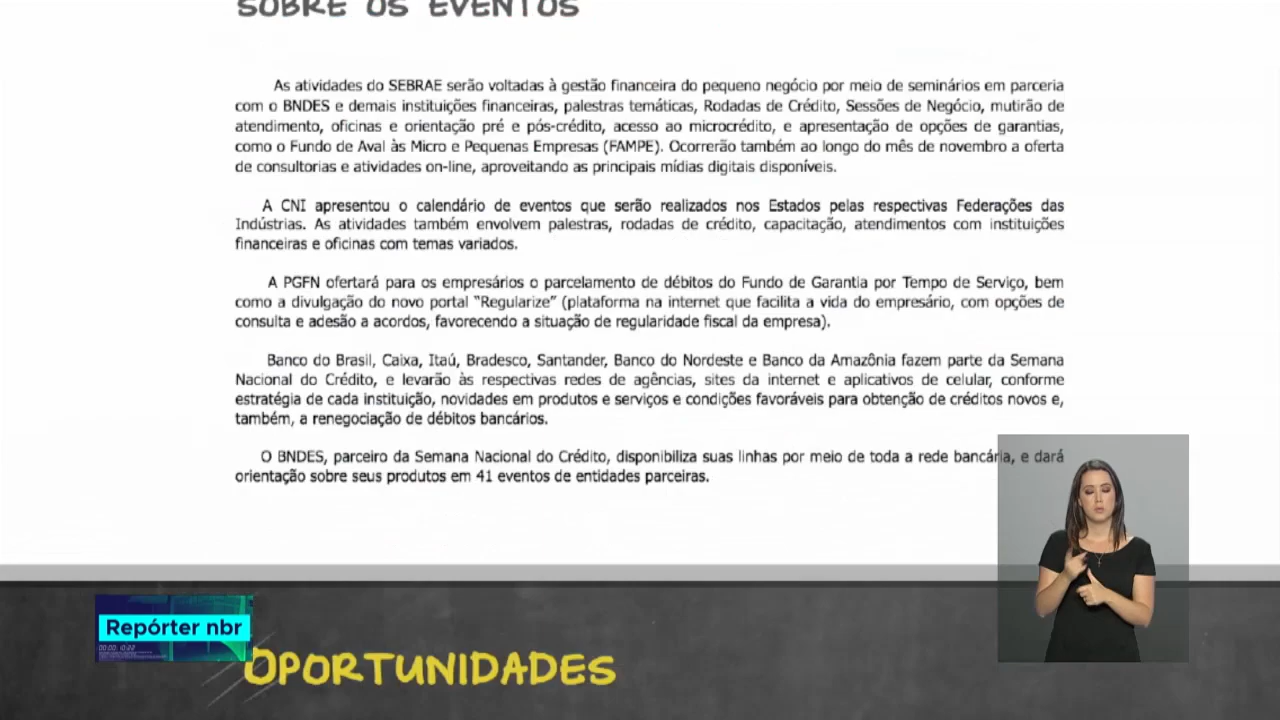 SOBRE OS EVENTOS
As atividades do SEBRAE serão voltadas à gestão financeira do pequeno negócio por meio de seminários em parceria
com o BNDES e demais instituições financeiras, palestras temáticas, Rodadas de Crédito, Sessões de Negócio, mutirão de
atendimento, oficinas e orientação pré e pós-crédito, acesso ao microcrédito, e apresentação de opções de garantias,
como o Fundo de Aval às Micro e Pequenas Empresas (FAMPE). Ocorrerão também ao longo do mês de novembro a oferta
de consultorias e atividades on-line, aproveitando as principais mídias digitais disponíveis.
A CNI apresentou o calendário de eventos que serão realizados nos Estados pelas respectivas Federações das
Indústrias. As atividades também envolvem palestras, rodadas de crédito, capacitação, atendimentos com instituições
financeiras e oficinas com temas variados.
A PGFN ofertará para os empresários o parcelamento de débitos do Fundo de Garantia por Tempo de Serviço, bem
como a divulgação do novo portal “Regularize” (plataforma na internet que facilita a vida do empresário, com opções de
consulta e adesão a acordos, favorecendo a situação de regularidade fiscal da empresa).
Banco do Brasil, Caixa, Itaú, Bradesco, Santander, Banco do Nordeste e Banco da Amazônia fazem parte da Semana
Nacional do Crédito, e levarão às respectivas redes de agências, sites da internet e aplicativos de celular, conforme
estratégia de cada instituição, novidades em produtos e serviços e condições favoráveis para obtenção de créditos novos e,
também, a renegociação de débitos bancários.
O BNDES, parceiro da Semana Nacional do Crédito, disponibiliza suas linhas por meio de toda a rede bancária, e dará
orientação sobre seus produtos em 41 eventos de entidades parceiras.
Repórter nbr
OPORTUNIDADES